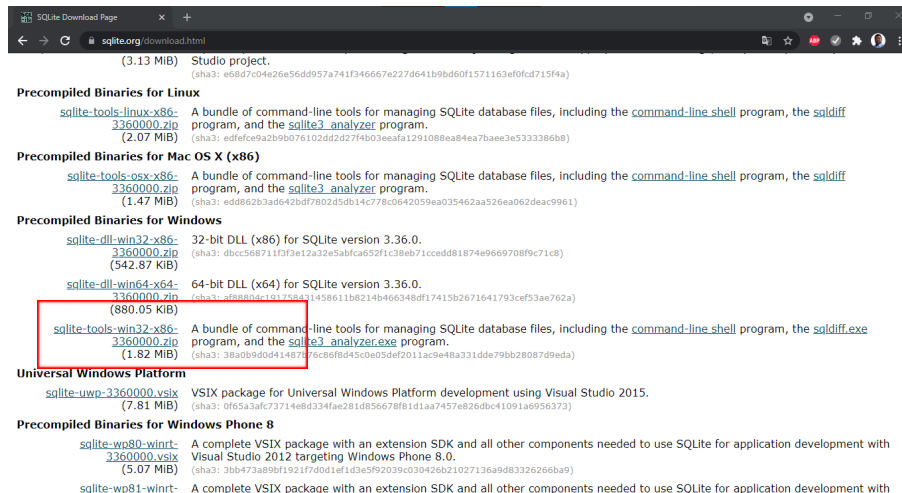 SQLite Download Page
sqlite.org/download.html
(3.13 MiB) Studio project.
(sha3: e68d7c04e26e56dd957a741f346667e227d641b9bd60f1571163ef0fcd715f4a)
Precompiled Binaries for Linux
sqlite-tools-linux-x86- A bundle of command-line tools for managing SQLite database files, including the command-line shell program, the sqldiff
3360000.zip program, and the sqlite3_analyzer program.
(2.07 MiB) (sha3: edfefce9a2b9b076102dd2d27f4b03eeafa1291088ea84ea7baee3e5333386b8)
Precompiled Binaries for Mac OS X (x86)
sqlite-tools-osx-x86- A bundle of command-line tools for managing SQLite database files, including the command-line shell program, the sqldiff
3360000.zip program, and the sqlite3_analyzer program.
(1.47 MiB) (sha3: edd862b3ad642bdf7802d5db14c778c0642059ea035462aa526ea062deac9961)
Precompiled Binaries for Windows
sqlite-dll-win32-x86- 32-bit DLL (x86) for SQLite version 3.36.0.
3360000.zip (sha3: dbcc568711f3f3e12a32e5abfca652f1c38eb71ccedd81874e9669708f9c71c8)
(542.87 KiB)
sqlite-dll-win64-x64- 64-bit DLL (x64) for SQLite version 3.36.0.
3360000.zip (sha3: af88804c191758431458611b8214b466348df17415b2671641793cef53ae762a)
(880.05 KiB)
sqlite-tools-win32-x86- A bundle of command-line tools for managing SQLite database files, including the command-line shell program, the sqldiff.exe
3360000.zip program, and the sqlite3_analyzer.exe program.
(1.82 MiB) (sha3: 38a0b9d0d41487b76c86f8d45c0e05def2011ac9e48a331dde79bb28087d9eda)
Universal Windows Platform
sqlite-uwp-3360000.vsix VSIX package for Universal Windows Platform development using Visual Studio 2015.
(7.81 MiB) (sha3: 0f65a3afc73714e8d334fae281d856678f81d1aa7457e826dbc41091a6956373)
Precompiled Binaries for Windows Phone 8
sqlite-wp80-winrt- A complete VSIX package with an extension SDK and all other components needed to use SQLite for application development with
3360000.vsix Visual Studio 2012 targeting Windows Phone 8.0.
(5.07 MiB) (sha3: 3bb473a89bf1921f7d0d1ef1d3e5f92039c030426b21027136a9d83326266ba9)
sqlite-wp81-winrt- A complete VSIX package with an extension SDK and all other components needed to use SQLite for application development with